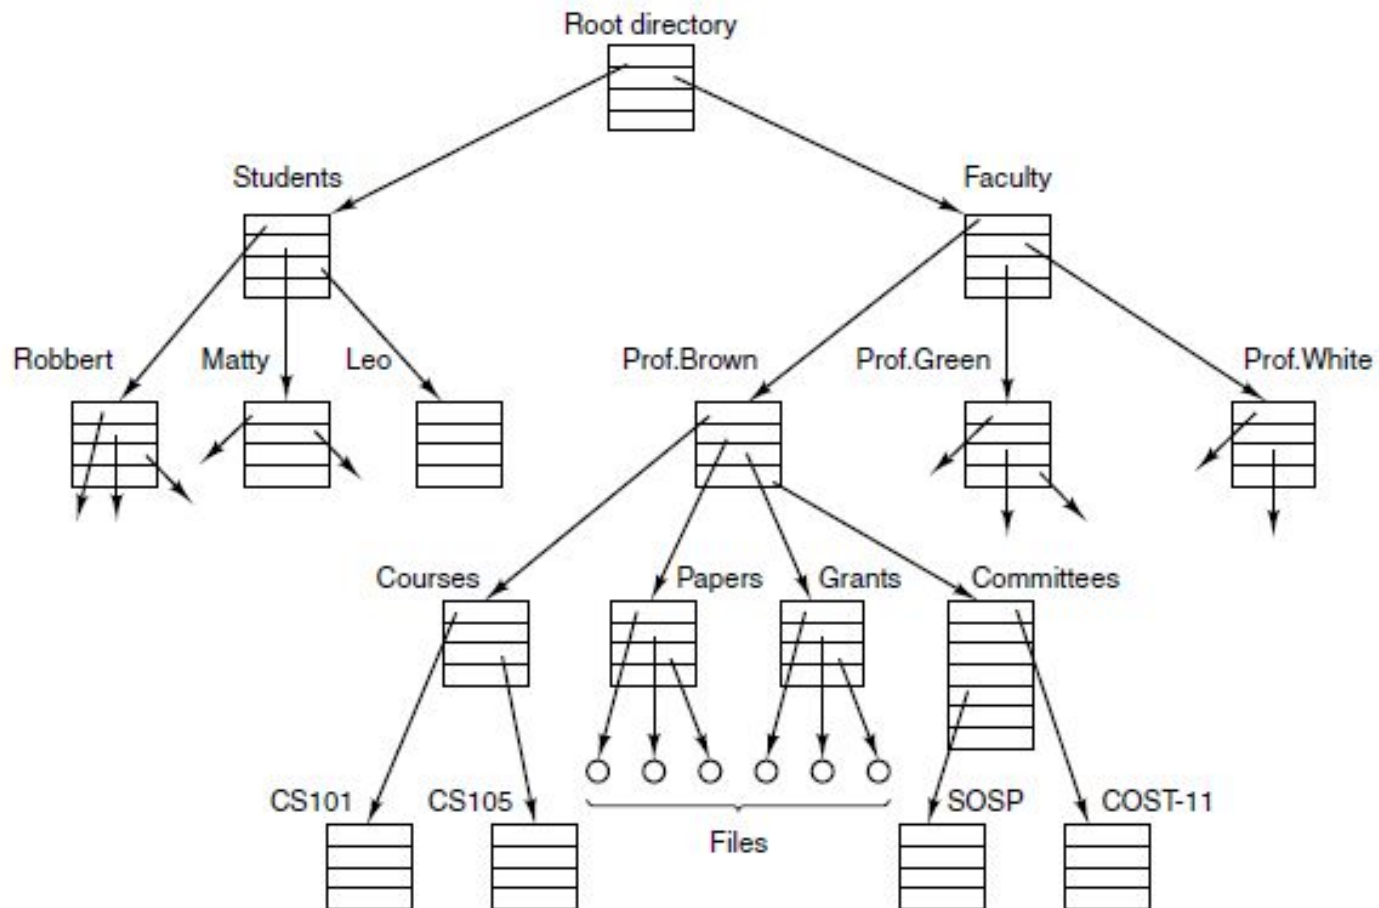 Root directory
Students
Faculty
Robbert
Matty
Leo
Prof.Brown
Prof.Green
Prof.White
Courses
Papers
Grants
Committees
CS101
CS105
SOSP
COST-11
Files